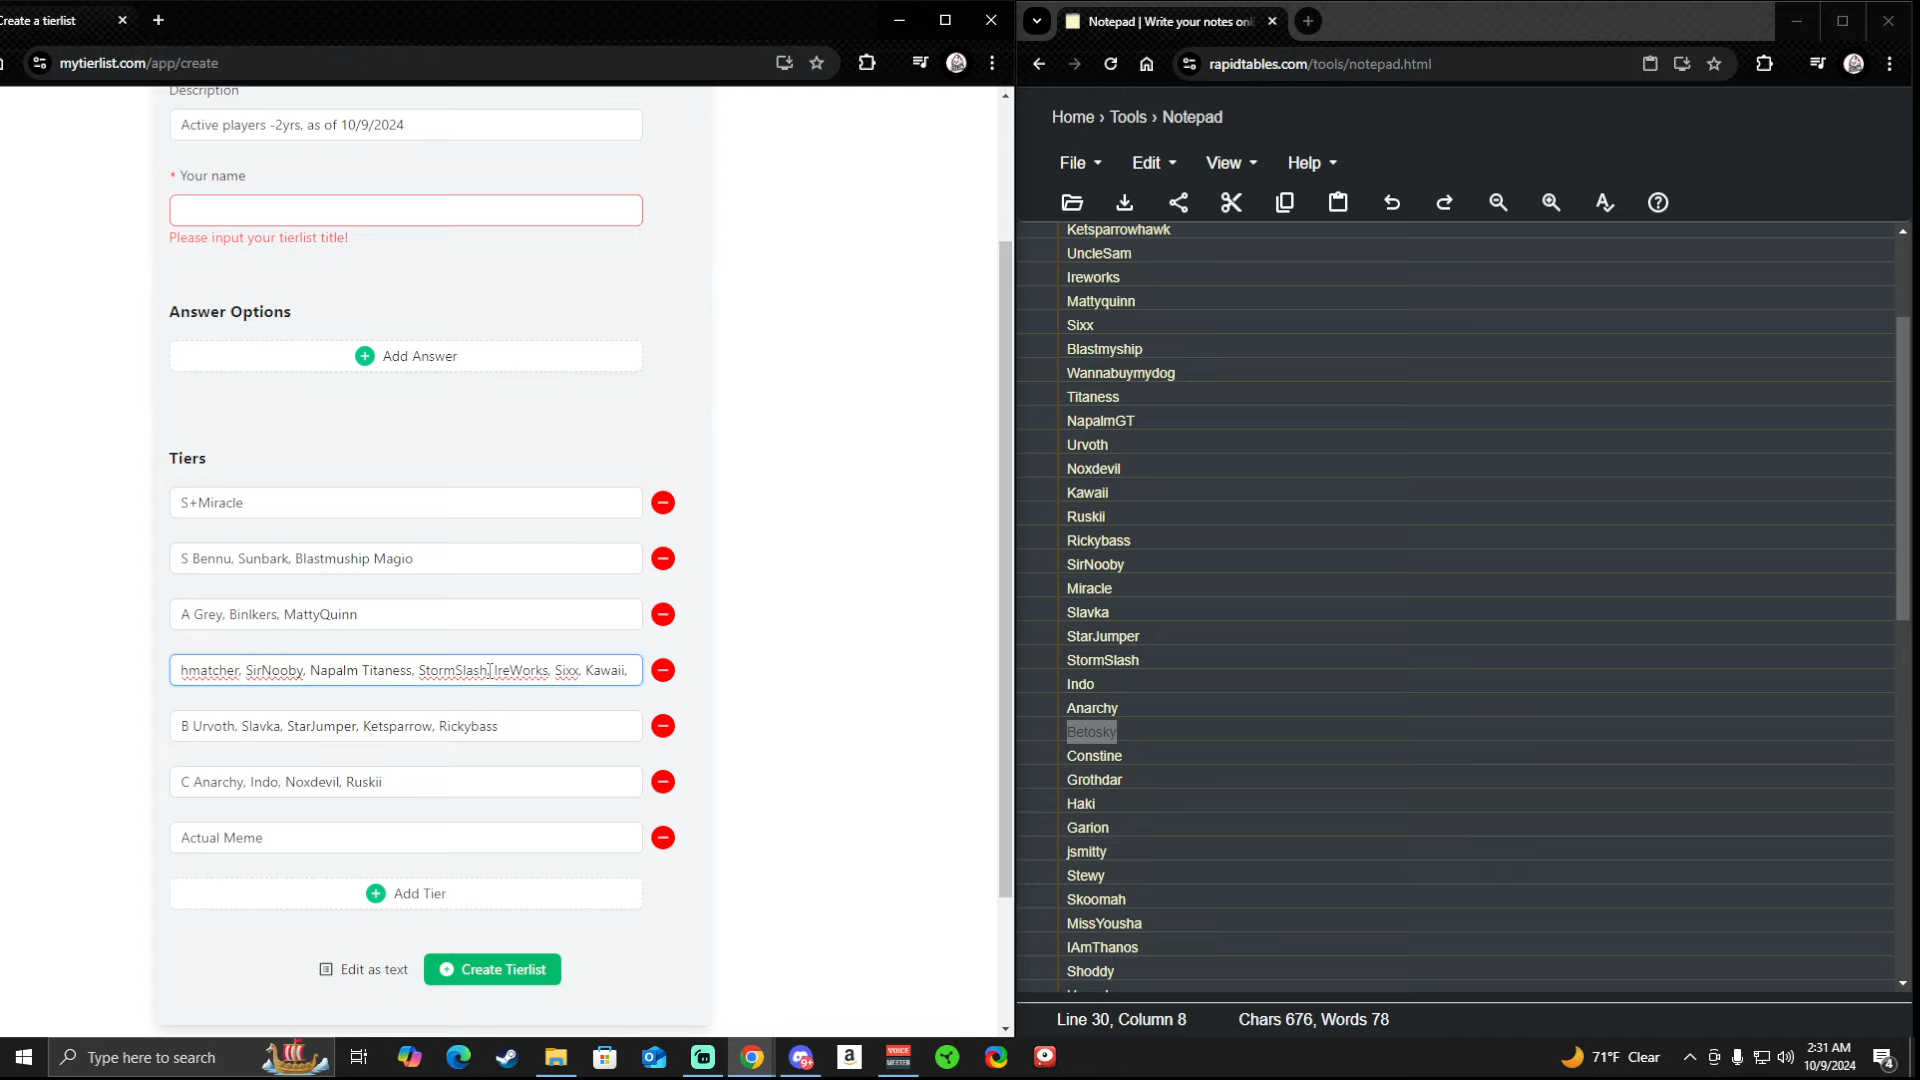 Create a tierlist
mytierlist.com/app/create
Description
Active players -2yrs, as of 10/9/2024
* Your name
Please input your tierlist title!
Answer Options
Add Answer
Tiers
S+Miracle
S Bennu, Sunbark, Blastmuship Magio
A Grey, Binlkers, MattyQuinn
hmatcher, SirNooby, Napalm Titaness, StormSlash, IreWorks, Sixx, Kawaii,
B Urvoth, Slavka, StarJumper, Ketsparrow, Rickybass
C Anarchy, Indo, Noxdevil, Ruskii
Actual Meme
Add Tier
Edit as text
Create Tierlist
Notepad | Write your notes onl
rapidtables.com/tools/notepad.html
Home › Tools › Notepad
File Edit View Help
Ketsparrowhawk
UncleSam
Ireworks
Mattyquinn
Sixx
Blastmyship
Wannabuymydog
Titaness
NapalmGT
Urvoth
Noxdevil
Kawaii
Ruskii
Rickybass
SirNooby
Miracle
Slavka
StarJumper
StormSlash
Indo
Anarchy
Betosky
Constine
Grothdar
Haki
Garion
jsmitty
Stewy
Skoomah
MissYousha
IAmThanos
Shoddy
Line 30, Column 8 Chars 676, Words 78
Type here to search
9+
VOICE
MEETER
71°F Clear
2:31 AM
10/9/2024
4